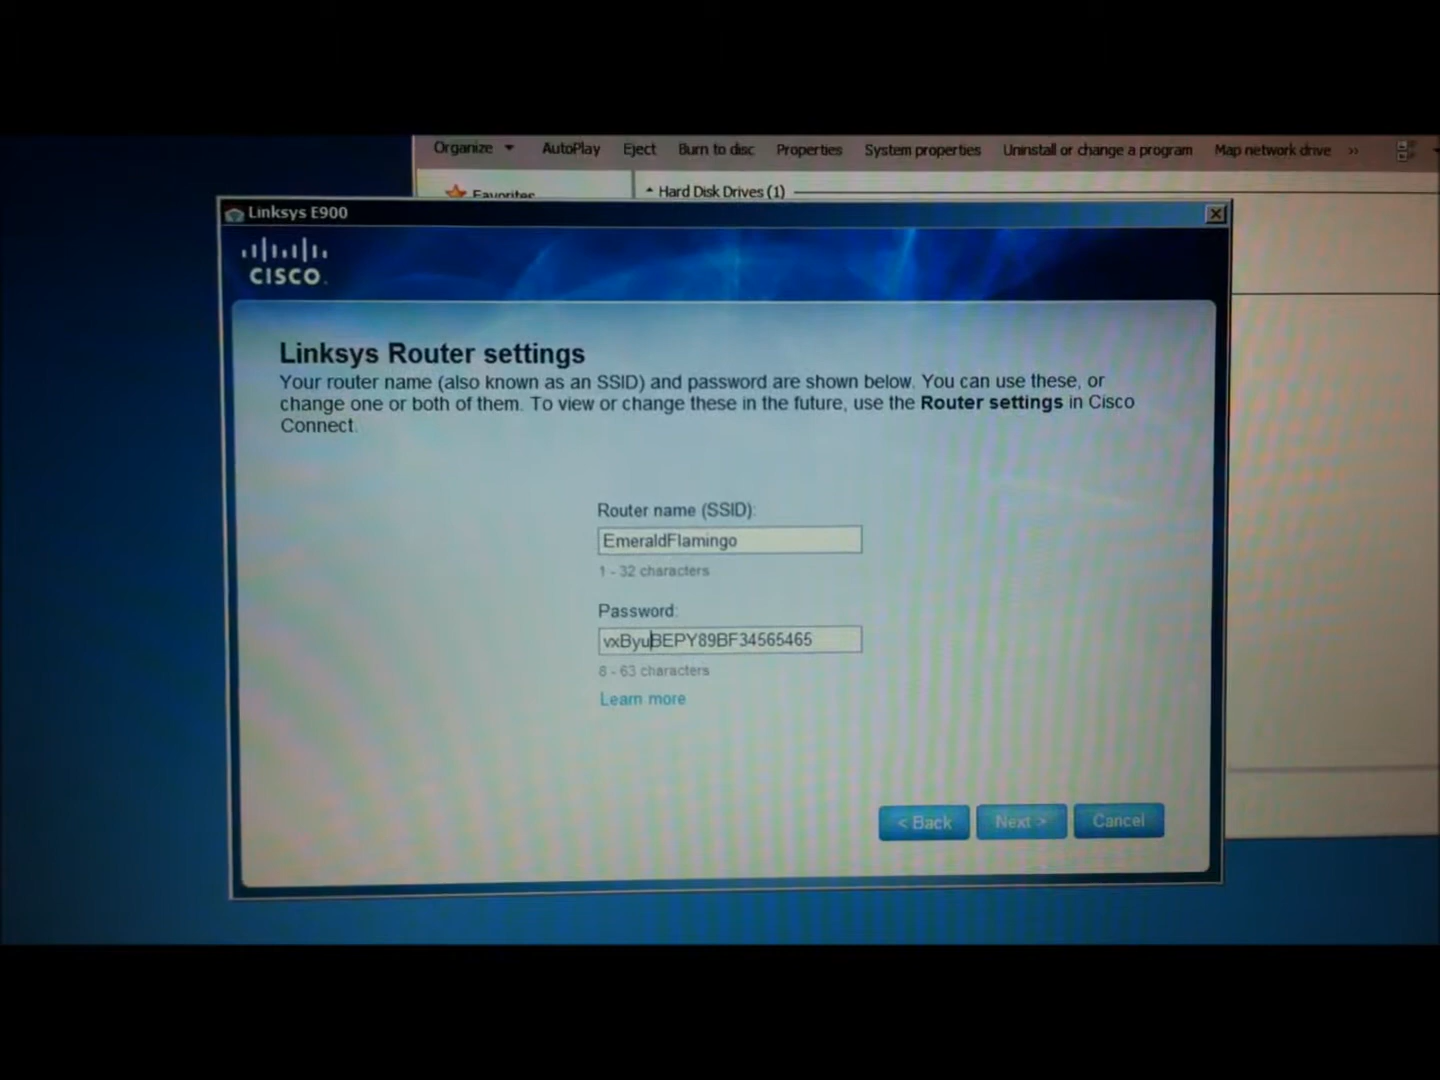 Organize AutoPlay Eject Burn to disc Properties System properties Uninstall or change a program Map network drive »
Favorites Hard Disk Drives (1)
Linksys E900
CISCO
Linksys Router settings
Your router name (also known as an SSID) and password are shown below. You can use these, or
change one or both of them. To view or change these in the future, use the Router settings in Cisco
Connect.
Router name (SSID):
EmeraldFlamingo
1 - 32 characters
Password:
vxByuBEPY89BF34565465
8 - 63 characters
Learn more
< Back Next > Cancel